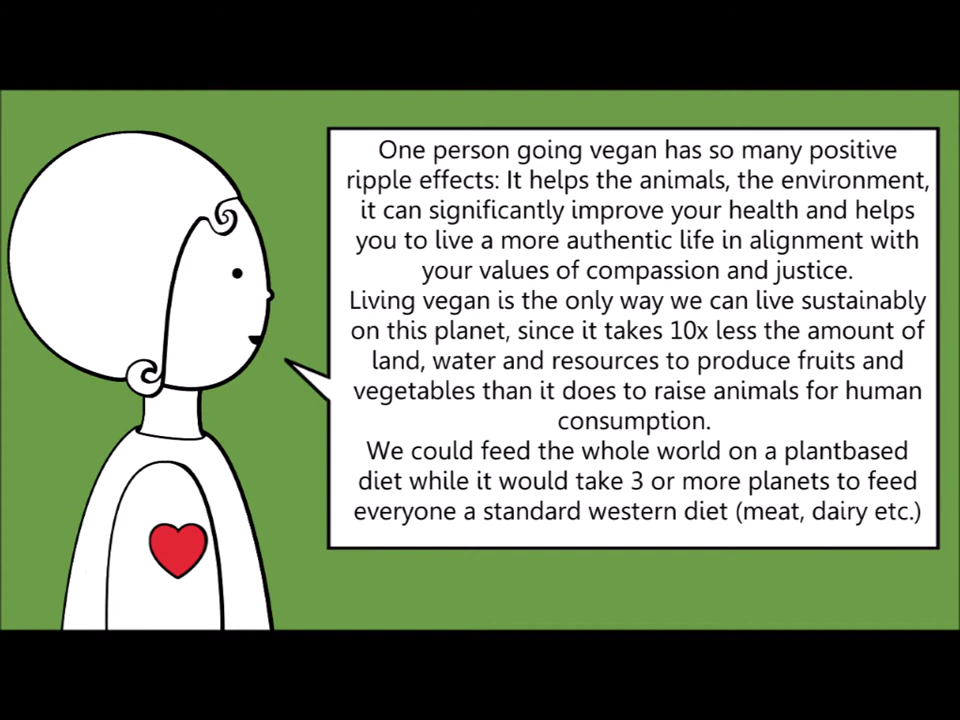 One person going vegan has so many positive
ripple effects: It helps the animals, the environment,
it can significantly improve your health and helps
you to live a more authentic life in alignment with
your values of compassion and justice.
Living vegan is the only way we can live sustainably
on this planet, since it takes 10x less the amount of
land, water and resources to produce fruits and
vegetables than it does to raise animals for human
consumption.
We could feed the whole world on a plantbased
diet while it would take 3 or more planets to feed
everyone a standard western diet (meat, dairy etc.)